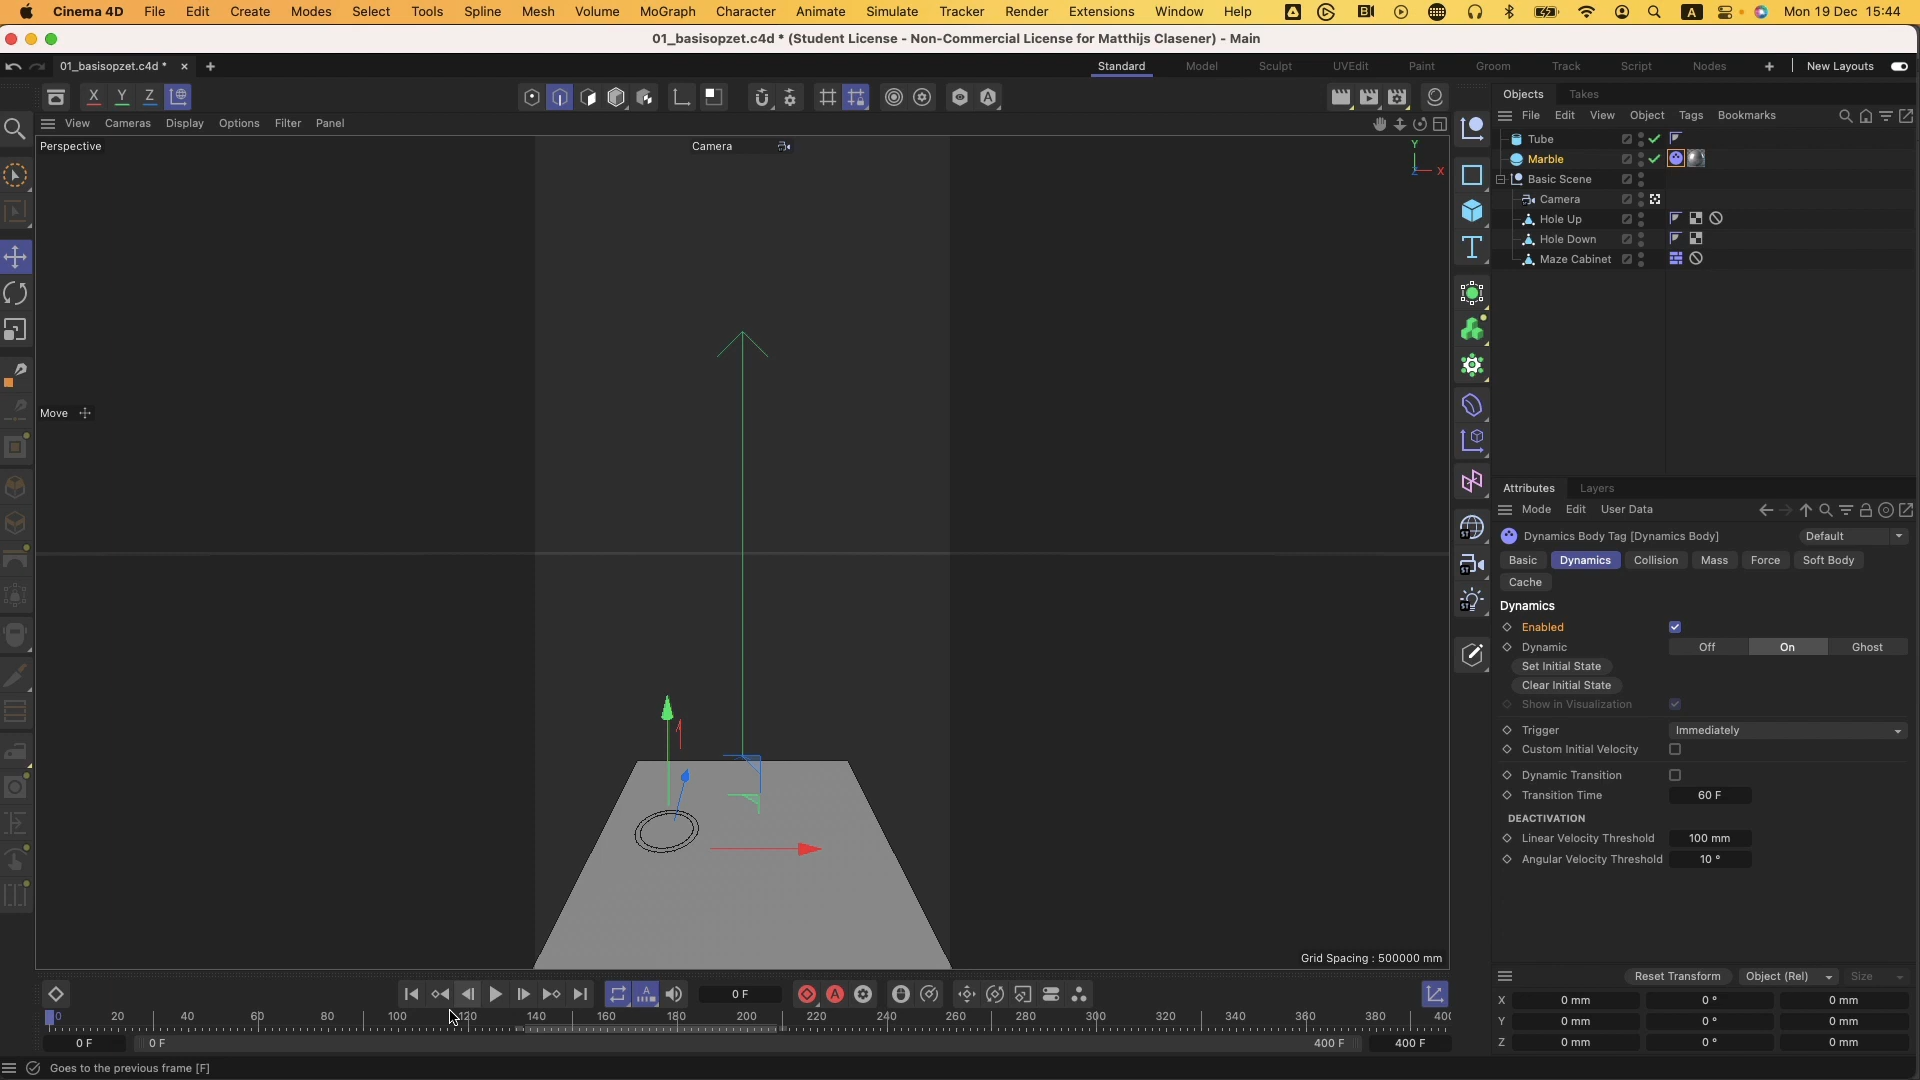 Cinema 4D File Edit Create Modes Select Tools Spline Mesh Volume MoGraph Character Animate Simulate Tracker Render Extensions Window Help A Mon 19 Dec 15:44
01_basisopzet.c4d * (Student License - Non-Commercial License for Matthijs Clasener) - Main
01_basisopzet.c4d * Standard Model Sculpt UVEdit Paint Groom Track Script Nodes New Layouts
X Y Z
Objects Takes
View Cameras Display Options Filter Panel
File Edit View Object Tags Bookmarks
Perspective Camera
Y
X
Z
Tube
Marble
Basic Scene
Camera
Hole Up
Hole Down
Maze Cabinet
Move
Attributes Layers
Mode Edit User Data
Dynamics Body Tag [Dynamics Body] Default
Basic Dynamics Collision Mass Force Soft Body
Cache
Dynamics
Enabled
Dynamic Off On Ghost
Set Initial State
Clear Initial State
Show in Visualization
Trigger Immediately
Custom Initial Velocity
Dynamic Transition
Transition Time 60 F
DEACTIVATION
Linear Velocity Threshold 100 mm
Angular Velocity Threshold 10 °
Grid Spacing : 500000 mm
Reset Transform Object (Rel) Size
0 F
0 20 40 60 80 100 120 140 160 180 200 220 240 260 280 300 320 340 360 380 400
X 0 mm 0 ° 0 mm
Y 0 mm 0 ° 0 mm
Z 0 mm 0 ° 0 mm
0 F 0 F 400 F 400 F
Goes to the previous frame [F]